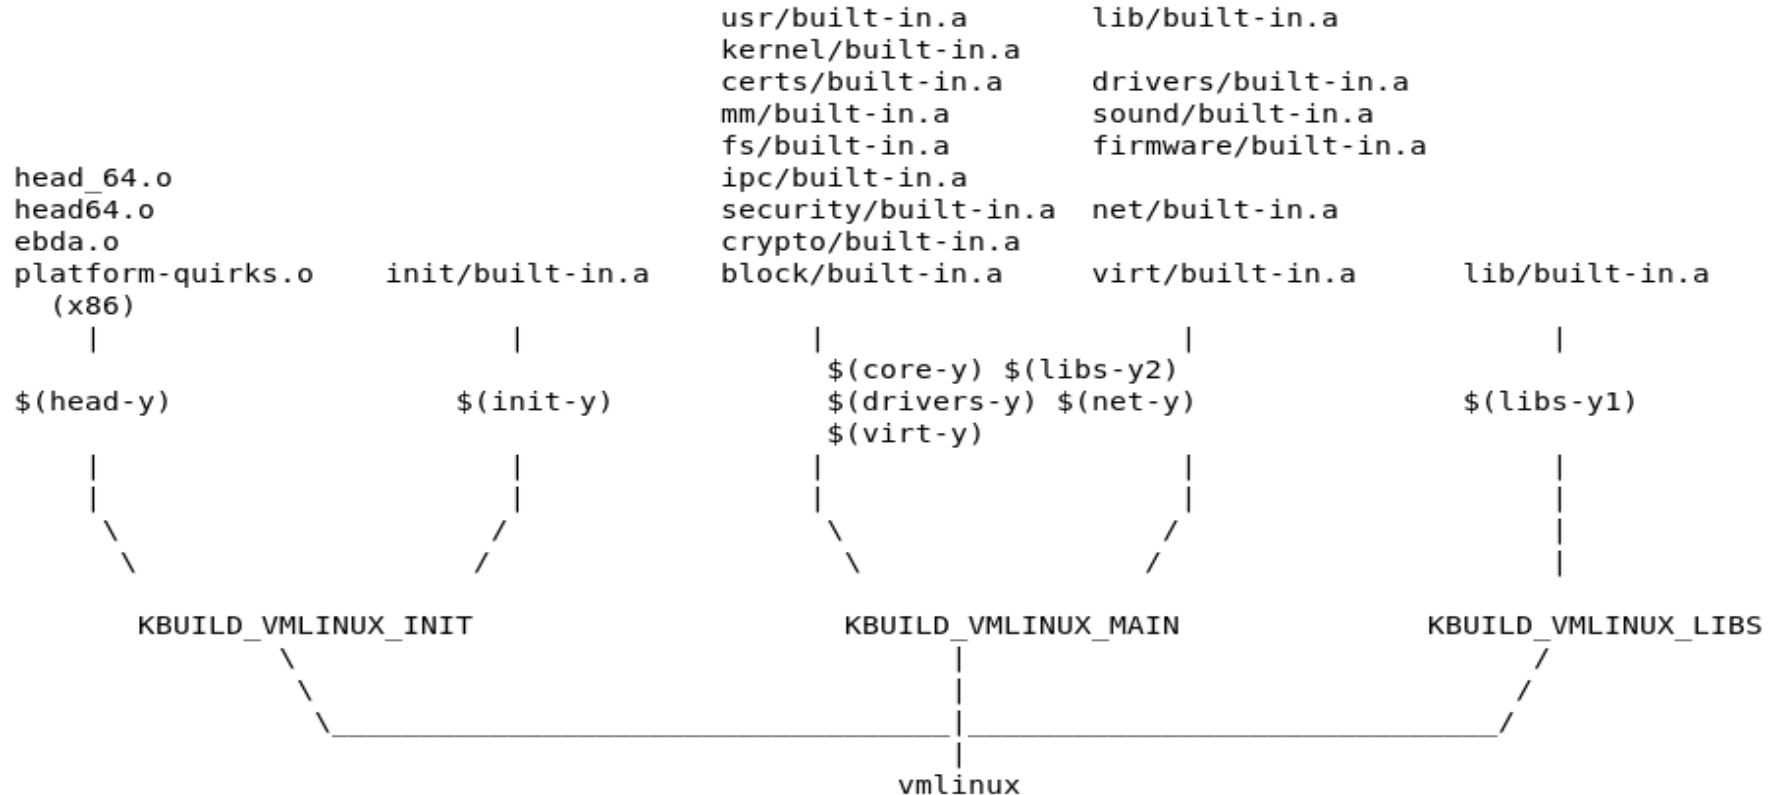 usr/built-in.a lib/built-in.a
kernel/built-in.a
certs/built-in.a drivers/built-in.a
mm/built-in.a sound/built-in.a
fs/built-in.a firmware/built-in.a
head_64.o ipc/built-in.a
head64.o security/built-in.a net/built-in.a
ebda.o crypto/built-in.a
platform-quirks.o init/built-in.a block/built-in.a virt/built-in.a lib/built-in.a
(x86)
$(core-y) $(libs-y2)
$(head-y) $(init-y) $(drivers-y) $(net-y) $(libs-y1)
$(virt-y)
KBUILD_VMLINUX_INIT KBUILD_VMLINUX_MAIN KBUILD_VMLINUX_LIBS
vmlinux